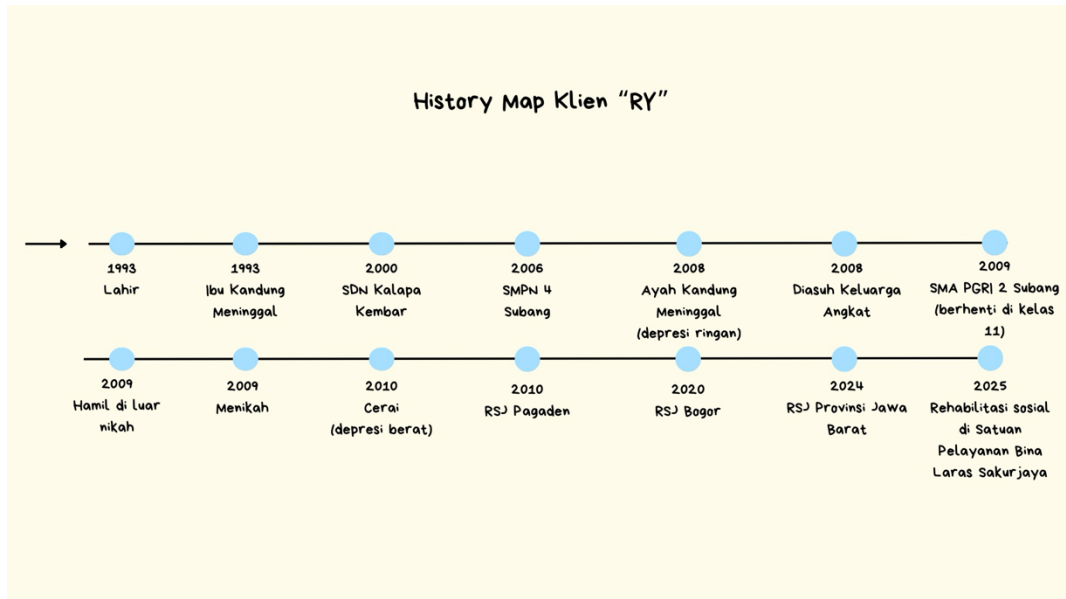 History Map Klien “RY”
1993
Lahir
1993
Ibu Kandung
Meninggal
2000
SDN Kalapa
Kembar
2006
SMPN 4
Subang
2008
Ayah Kandung
Meninggal
(depresi ringan)
2008
Diasuh Keluarga
Angkat
2009
SMA PGRI 2 Subang
(berhenti di kelas
11)
2009
Hamil di luar
nikah
2009
Menikah
2010
Cerai
(depresi berat)
2010
RSJ Pagaden
2020
RSJ Bogor
2024
RSJ Provinsi Jawa
Barat
2025
Rehabilitasi sosial
di Satuan
Pelayanan Bina
Laras Sakurjaya